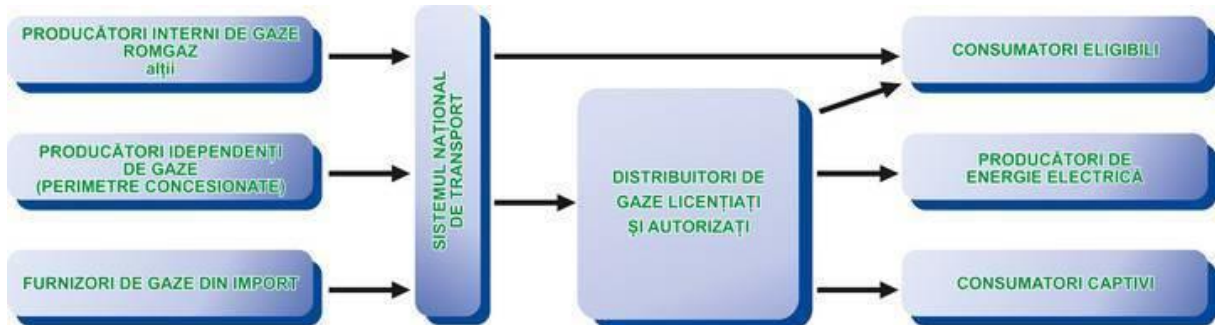 PRODUCĂTORI INTERNI DE GAZE
ROMGAZ
alții
PRODUCĂTORI IDEPENDENȚI
DE GAZE
(PERIMETRE CONCESIONATE)
FURNIZORI DE GAZE DIN IMPORT
SISTEMUL NAȚIONAL
DE TRANSPORT
DISTRIBUITORI DE
GAZE LICENȚIAȚI
ȘI AUTORIZAȚI
CONSUMATORI ELIGIBILI
PRODUCĂTORI DE
ENERGIE ELECTRICĂ
CONSUMATORI CAPTIVI